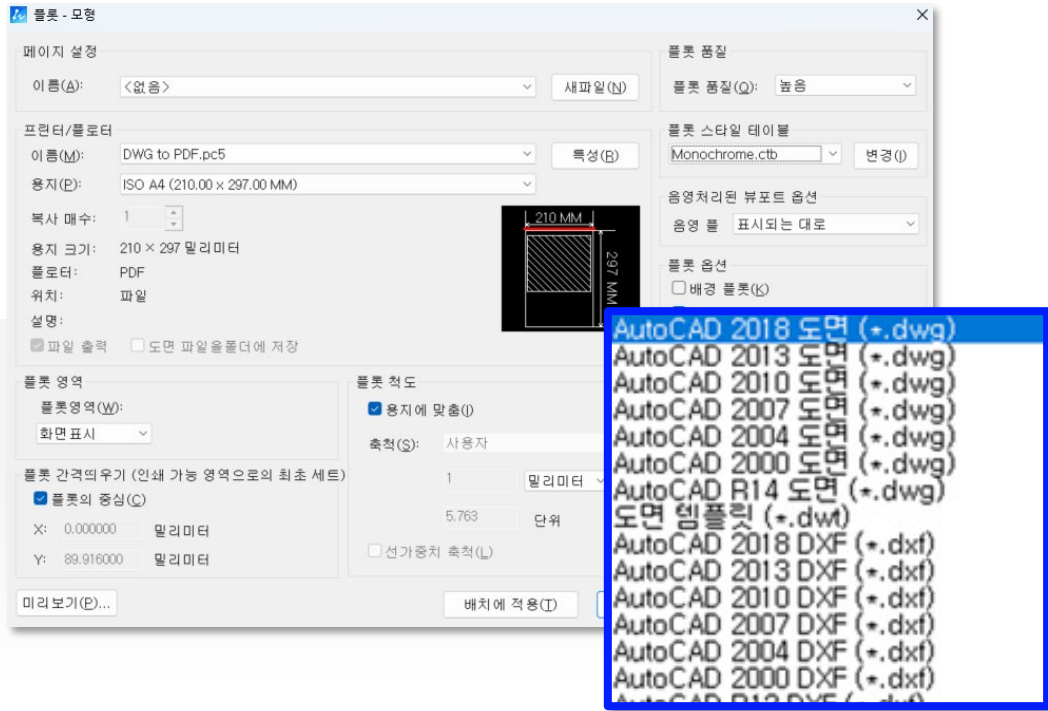 플롯 - 모형
페이지 설정
이름(A):
<없음>
새파일(N)
프린터/플로터
이름(M):
DWG to PDF.pc5
특성(R)
용지(P):
ISO A4 (210.00 × 297.00 MM)
복사 매수:
1
용지 크기:
210 × 297 밀리미터
플로터:
PDF
위치:
파일
설명:
파일 출력
도면 파일을폴더에 저장
210 MM
297 MM
플롯 영역
플롯영역(W):
화면표시
플롯 간격띄우기 (인쇄 가능 영역으로의 최초 세트)
플롯의 중심(C)
X:
0.000000
밀리미터
Y:
89.916000
밀리미터
미리보기(P)...
플롯 척도
용지에 맞춤(I)
축척(S):
사용자
1
밀리미터
5.763
단위
선가중치 축척(L)
배치에 적용(T)
플롯 품질
플롯 품질(Q):
높음
플롯 스타일 테이블
Monochrome.ctb
변경(I)
음영처리된 뷰포트 옵션
음영 플
표시되는 대로
플롯 옵션
배경 플롯(K)
AutoCAD 2018 도면 (*.dwg)
AutoCAD 2013 도면 (*.dwg)
AutoCAD 2010 도면 (*.dwg)
AutoCAD 2007 도면 (*.dwg)
AutoCAD 2004 도면 (*.dwg)
AutoCAD 2000 도면 (*.dwg)
AutoCAD R14 도면 (*.dwg)
도면 템플릿 (*.dwt)
AutoCAD 2018 DXF (*.dxf)
AutoCAD 2013 DXF (*.dxf)
AutoCAD 2010 DXF (*.dxf)
AutoCAD 2007 DXF (*.dxf)
AutoCAD 2004 DXF (*.dxf)
AutoCAD 2000 DXF (*.dxf)